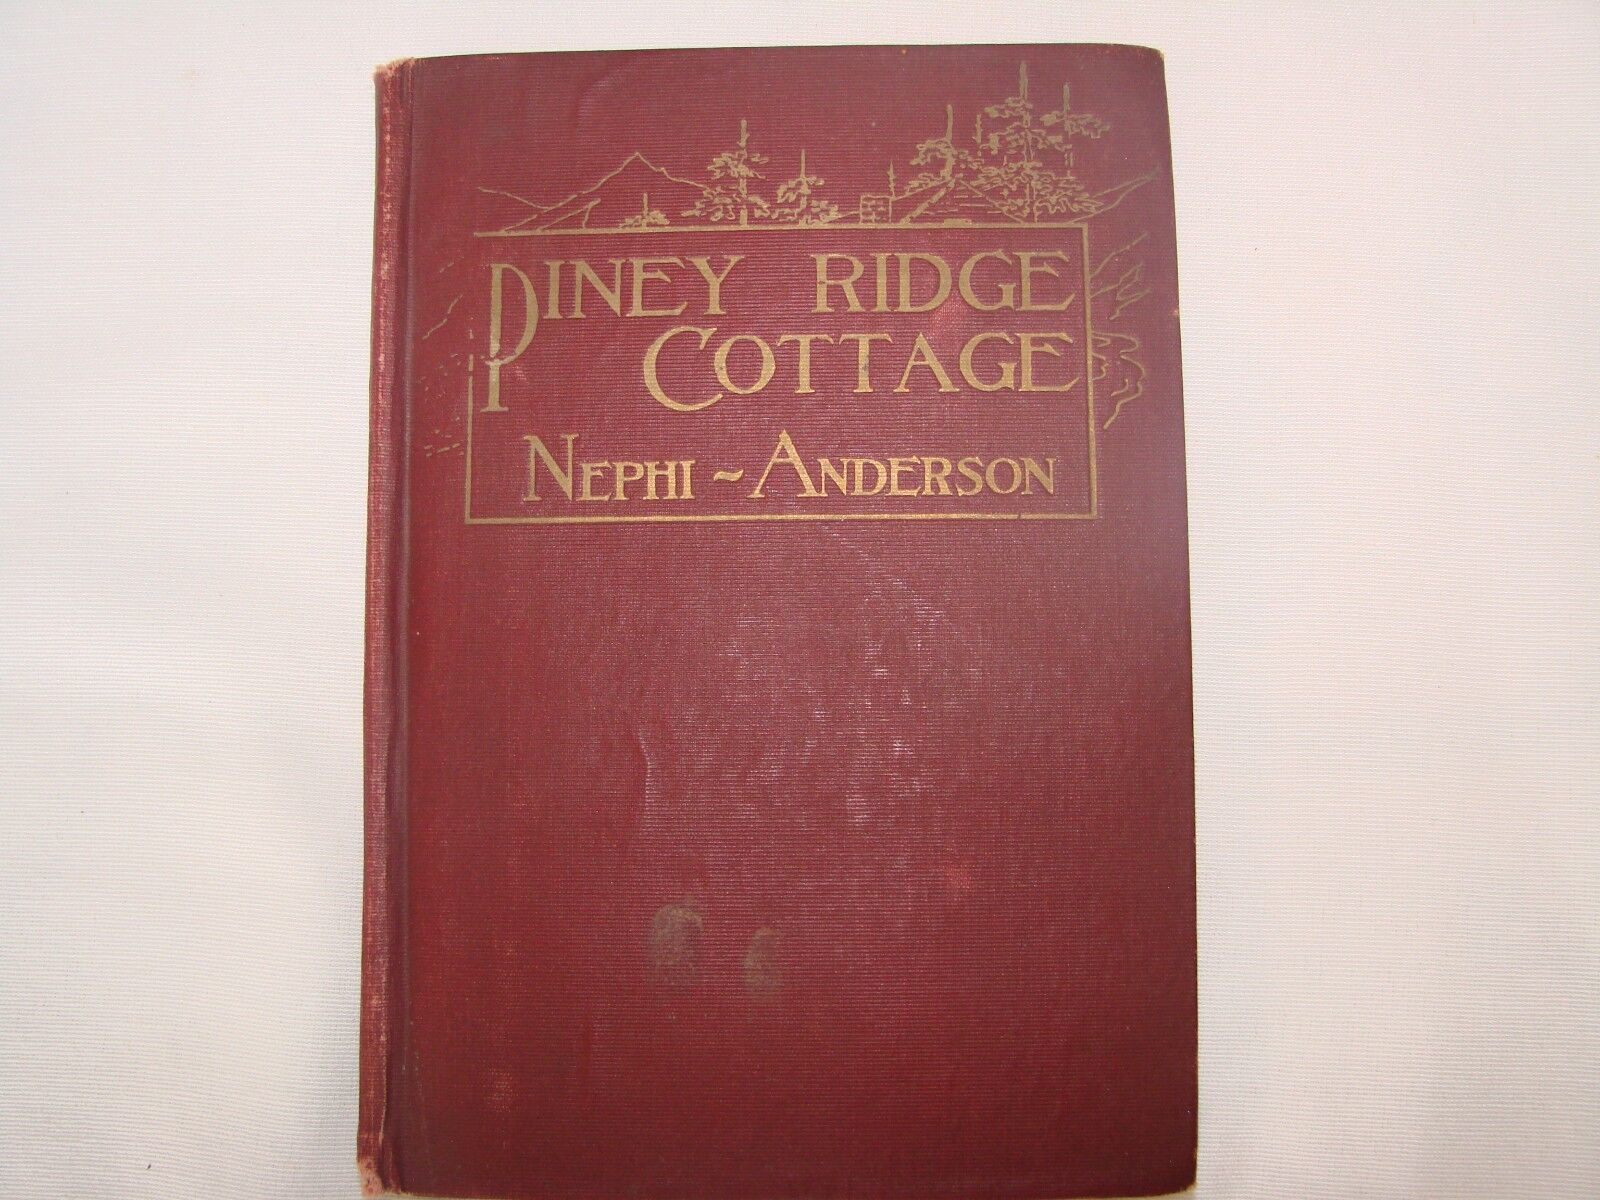 PINEY RIDGE
COTTAGE
NEPHI ~ ANDERSON